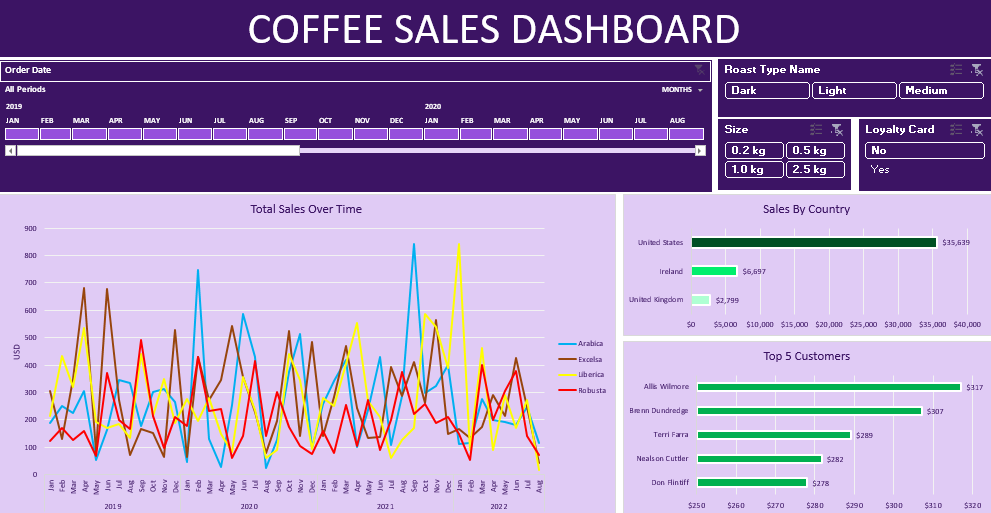 COFFEE SALES DASHBOARD
Order Date
All Periods
MONTHS
2019 2020
JAN FEB MAR APR MAY JUN JUL AUG SEP OCT NOV DEC JAN FEB MAR APR MAY JUN JUL AUG
Roast Type Name
Dark Light Medium
Size
0.2 kg 0.5 kg
1.0 kg 2.5 kg
Loyalty Card
No
Yes
Total Sales Over Time
900
800
700
600
500
400
300
200
100
0
USD
Jan Feb Mar Apr May Jun Jul Aug Sep Oct Nov Dec Jan Feb Mar Apr May Jun Jul Aug Sep Oct Nov Dec Jan Feb Mar Apr May Jun Jul Aug Sep Oct Nov Dec Jan Feb Mar Apr May Jun Jul Aug
2019 2020 2021 2022
Arabica
Excelsa
Liberica
Robusta
Sales By Country
United States $35,639
Ireland $6,697
United Kingdom $2,799
$0 $5,000 $10,000 $15,000 $20,000 $25,000 $30,000 $35,000 $40,000
Top 5 Customers
Allis Wilmore $317
Brenn Dundredge $307
Terri Farra $289
Nealson Cuttler $282
Don Flintiff $278
$250 $260 $270 $280 $290 $300 $310 $320